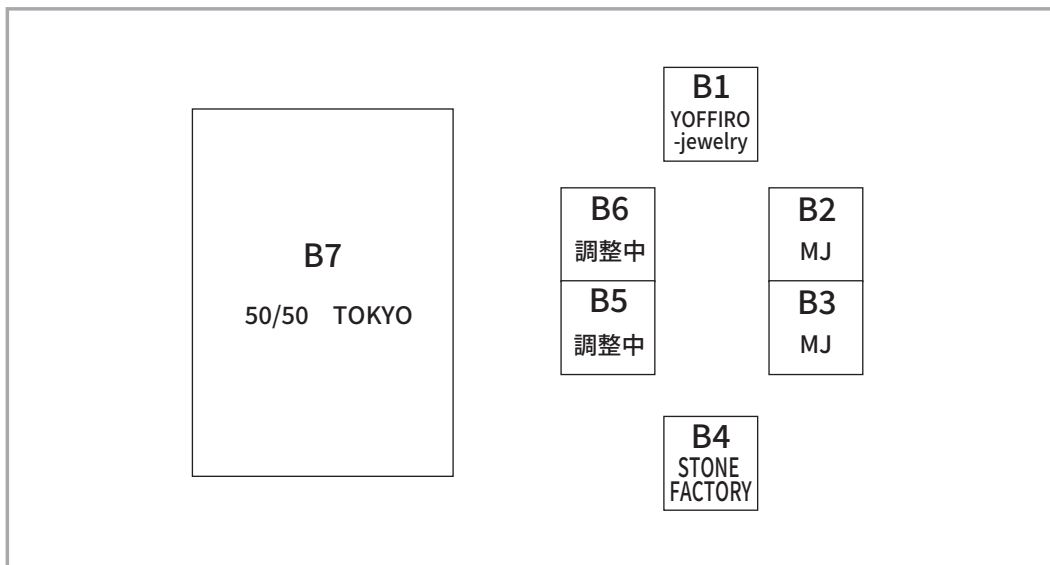 B1
YOFFIRO
-jewelry
B6
調整中
B2
MJ
B7
50/50　TOKYO
B5
調整中
B3
MJ
B4
STONE
FACTORY